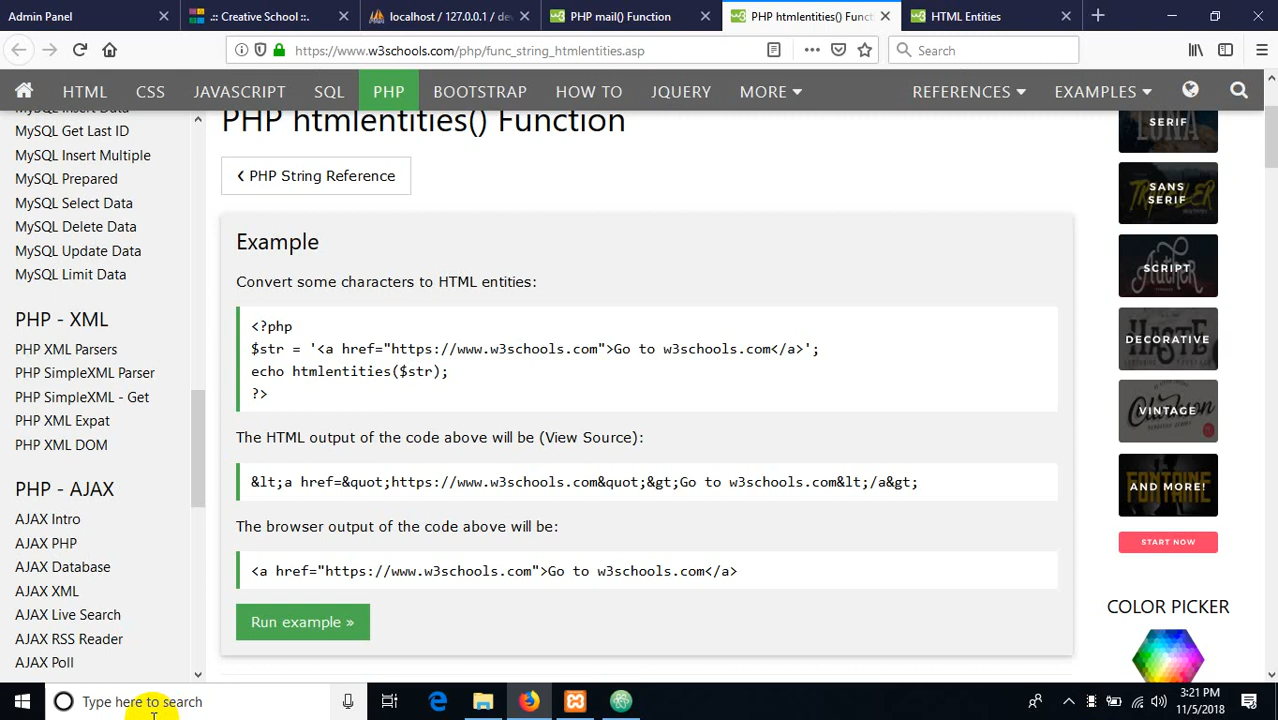 Admin Panel
.:: Creative School ::.
localhost / 127.0.0.1 / de
PHP mail() Function
PHP htmlentities() Funct
HTML Entities
https://www.w3schools.com/php/func_string_htmlentities.asp
Search
HTML CSS JAVASCRIPT SQL PHP BOOTSTRAP HOW TO JQUERY MORE REFERENCES EXAMPLES
MySQL Insert Data
MySQL Get Last ID
MySQL Insert Multiple
MySQL Prepared
MySQL Select Data
MySQL Delete Data
MySQL Update Data
MySQL Limit Data
PHP - XML
PHP XML Parsers
PHP SimpleXML Parser
PHP SimpleXML - Get
PHP XML Expat
PHP XML DOM
PHP - AJAX
AJAX Intro
AJAX PHP
AJAX Database
AJAX XML
AJAX Live Search
AJAX RSS Reader
AJAX Poll
PHP htmlentities() Function
❮ PHP String Reference
Example
Convert some characters to HTML entities:
<?php
$str = '<a href="https://www.w3schools.com">Go to w3schools.com</a>';
echo htmlentities($str);
?>
The HTML output of the code above will be (View Source):
&lt;a href=&quot;https://www.w3schools.com&quot;&gt;Go to w3schools.com&lt;/a&gt;
The browser output of the code above will be:
<a href="https://www.w3schools.com">Go to w3schools.com</a>
Run example »
SERIF
LUNA
SANS
SERIF
SCRIPT
DECORATIVE
HASTE
VINTAGE
AND MORE!
FONTAINE
START NOW
COLOR PICKER
Type here to search
3:21 PM
11/5/2018